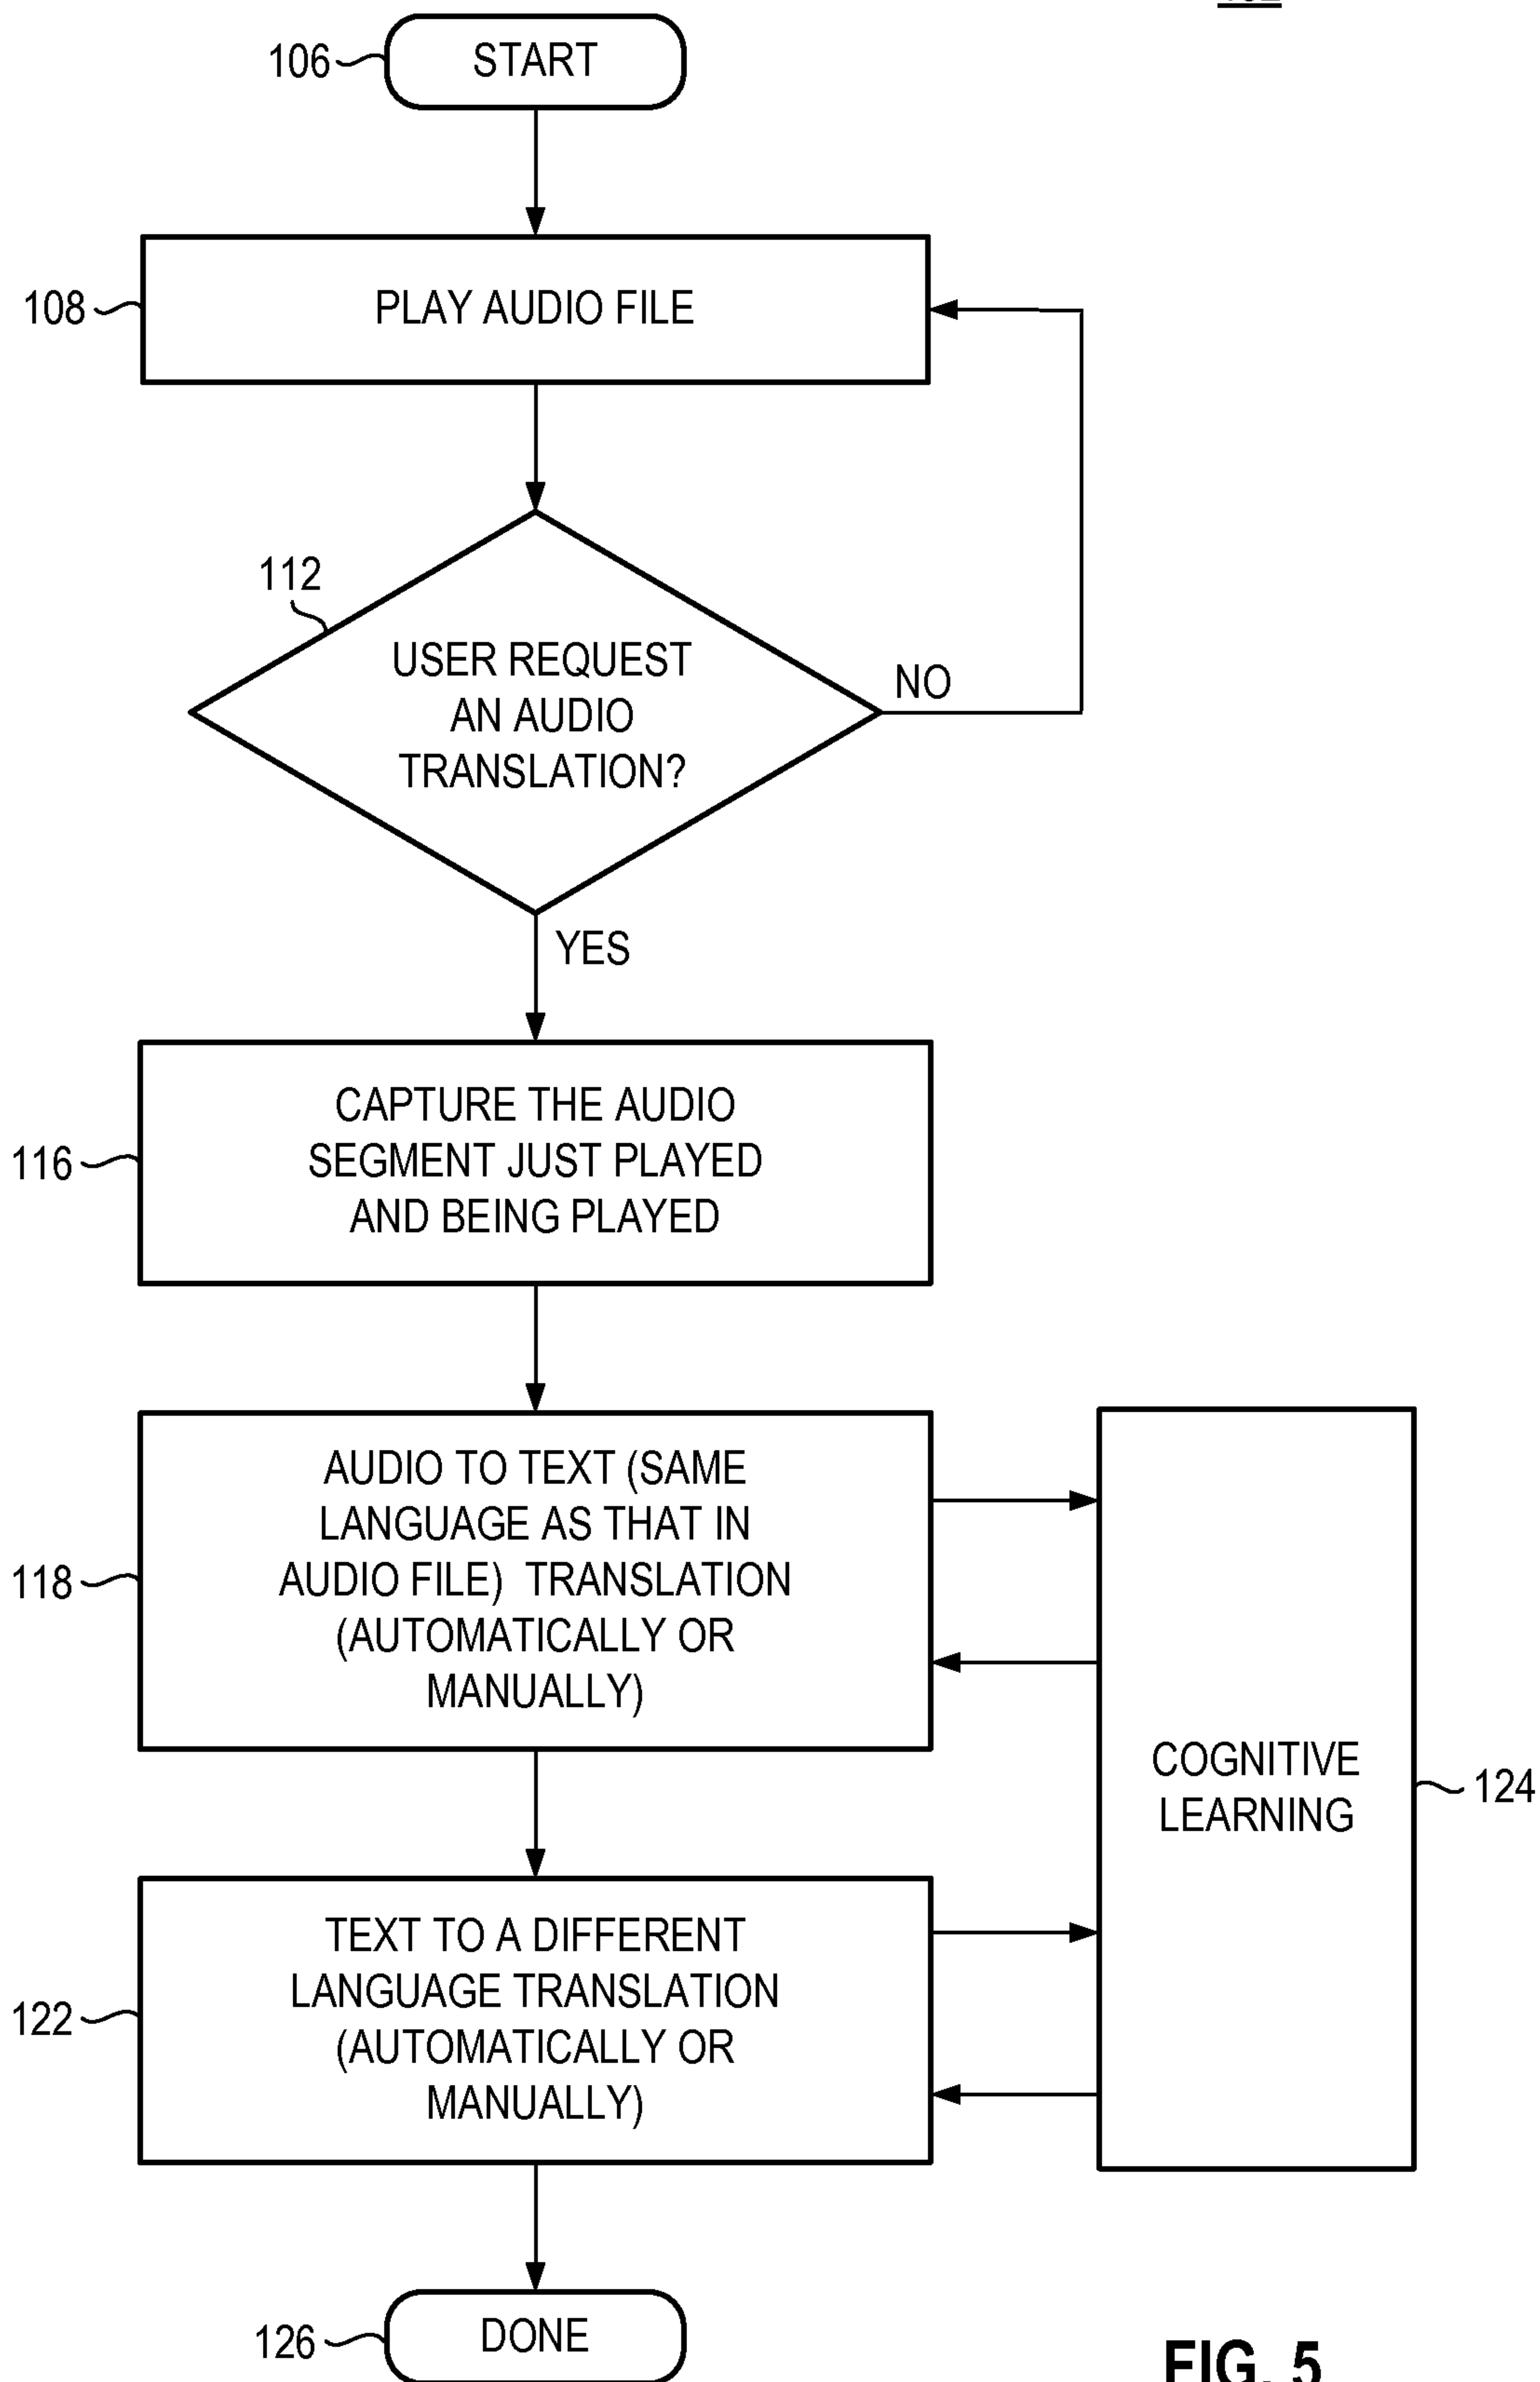 106
START
108
PLAY AUDIO FILE
112
USER REQUEST
AN AUDIO
TRANSLATION?
NO
YES
116
CAPTURE THE AUDIO
SEGMENT JUST PLAYED
AND BEING PLAYED
118
AUDIO TO TEXT (SAME
LANGUAGE AS THAT IN
AUDIO FILE) TRANSLATION
(AUTOMATICALLY OR
MANUALLY)
COGNITIVE
LEARNING
124
122
TEXT TO A DIFFERENT
LANGUAGE TRANSLATION
(AUTOMATICALLY OR
MANUALLY)
126
DONE
FIG. 5